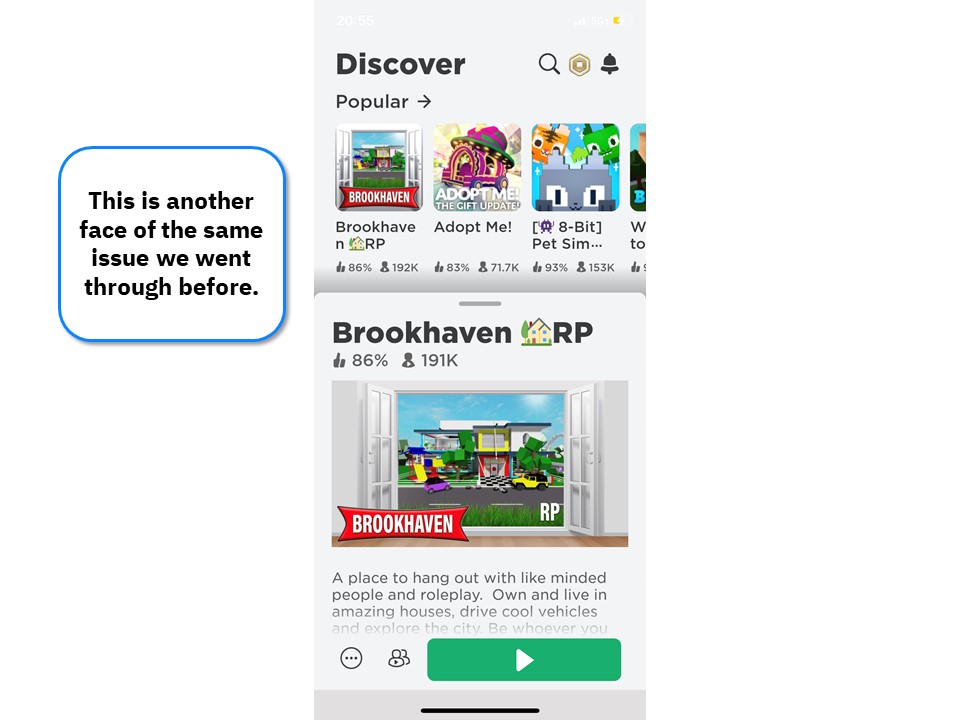 20:55
5G
Discover
Popular →
This is another
face of the same
issue we went
through before.
BROOKHAVEN
ADOPT ME!
THE GIFT UPDATE!
Brookhave
n 🏡RP
Adopt Me!
[👾 8-Bit]
Pet Sim...
W
to
86% 192K
83% 71.7K
93% 153K
Brookhaven 🏡RP
86% 191K
BROOKHAVEN
RP
A place to hang out with like minded
people and roleplay. Own and live in
amazing houses, drive cool vehicles
and explore the city. Be whoever you